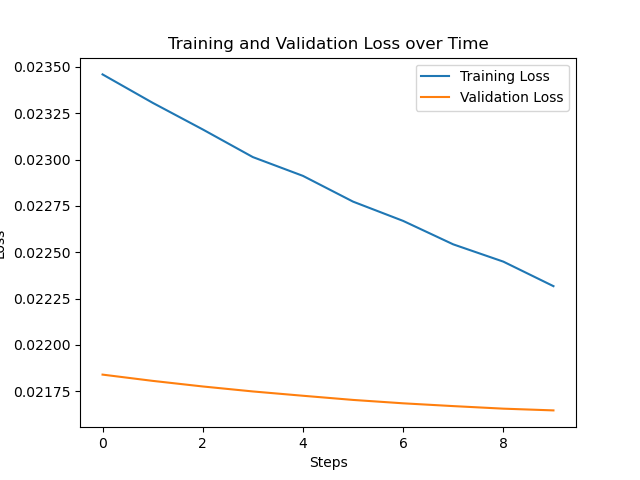 Training and Validation Loss over Time
Training Loss
Validation Loss
0.02350
0.02325
0.02300
0.02275
0.02250
0.02225
0.02200
0.02175
Loss
0
2
4
6
8
Steps